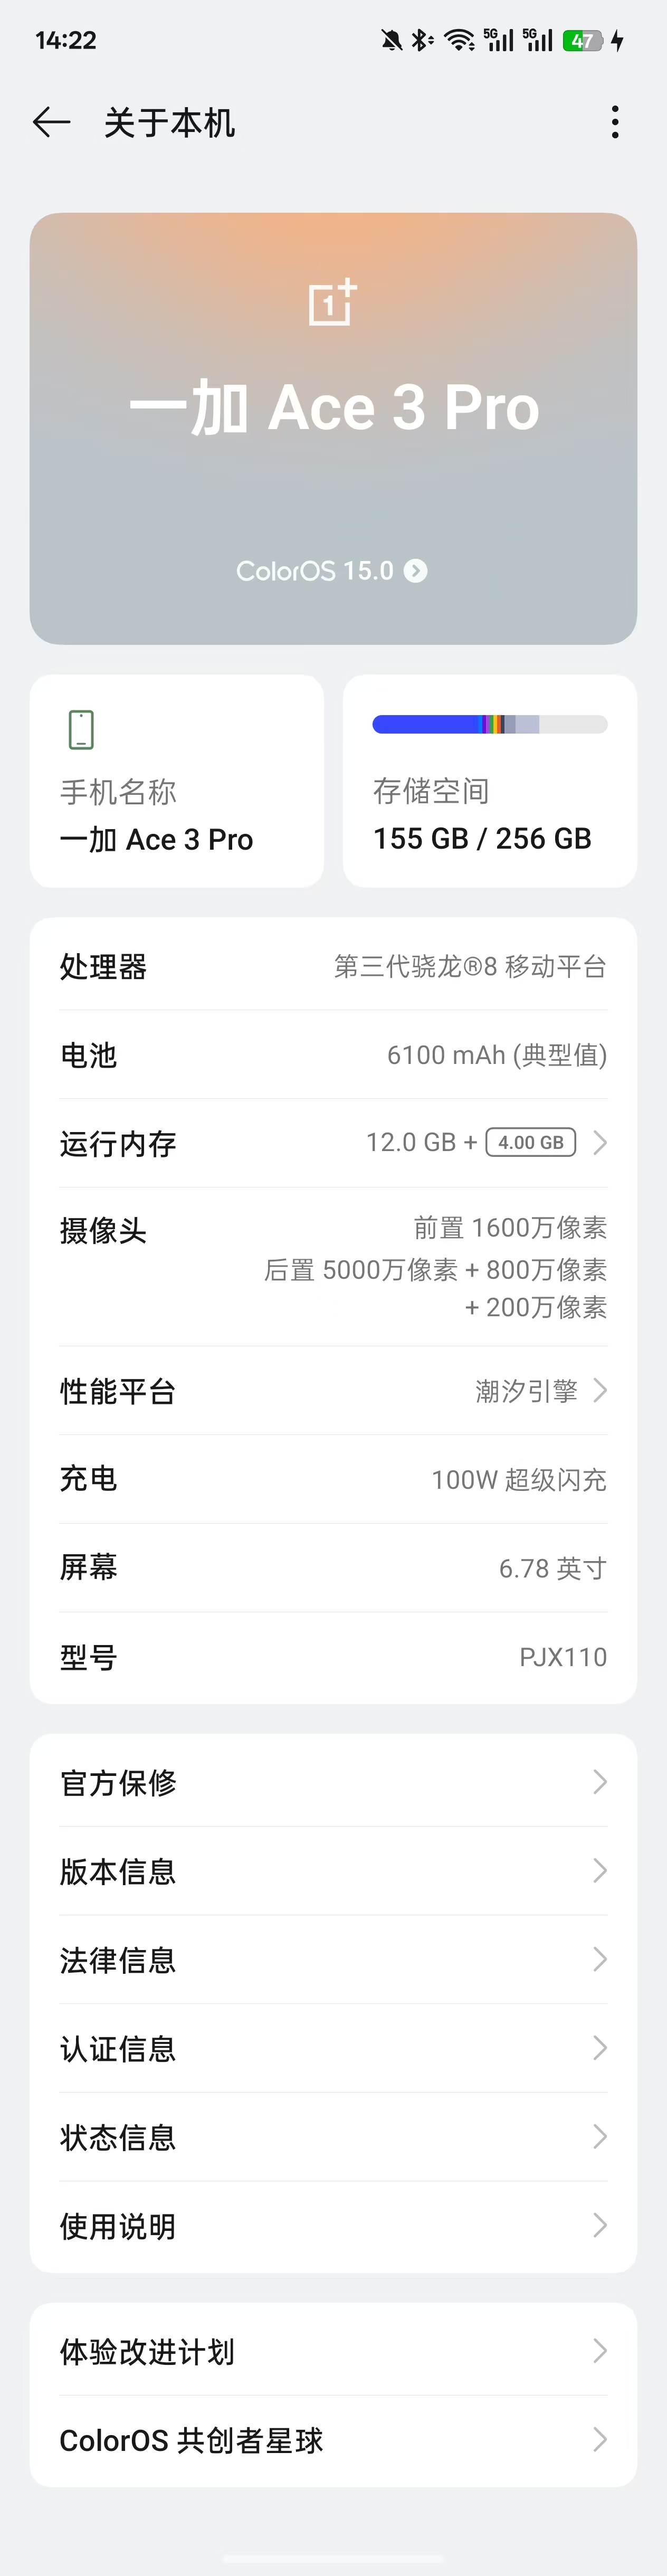 14:22 5G 5G 47
关于本机
1+
一加 Ace 3 Pro
ColorOS 15.0
手机名称
一加 Ace 3 Pro
存储空间
155 GB / 256 GB
处理器 第三代骁龙®8 移动平台
电池 6100 mAh (典型值)
运行内存 12.0 GB + 4.00 GB
摄像头 前置 1600万像素
后置 5000万像素 + 800万像素
+ 200万像素
性能平台 潮汐引擎
充电 100W 超级闪充
屏幕 6.78 英寸
型号 PJX110
官方保修
版本信息
法律信息
认证信息
状态信息
使用说明
体验改进计划
ColorOS 共创者星球